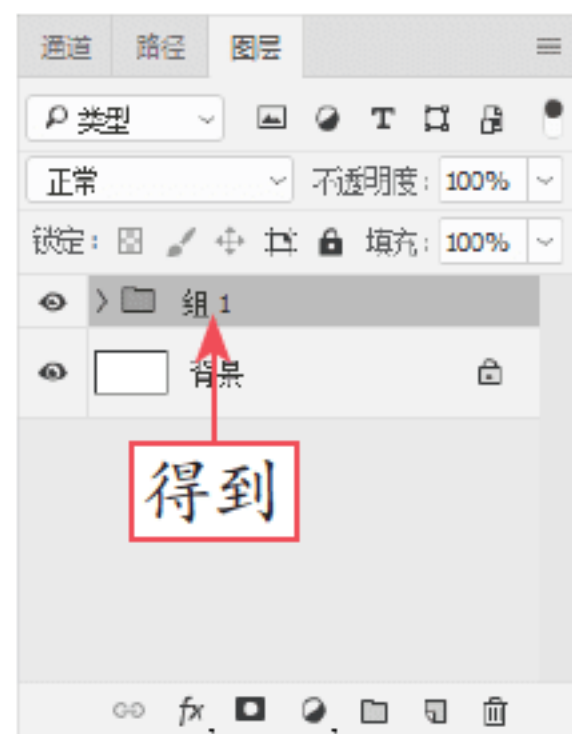 通道 路径 图层
类型
正常 不透明度: 100%
锁定: 填充: 100%
组 1
背景
得到
fx